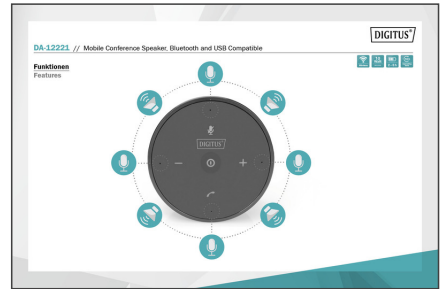 DIGITUS®
DA-12221 // Mobile Conference Speaker, Bluetooth and USB Compatible
Funktionen
Features
DIGITUS